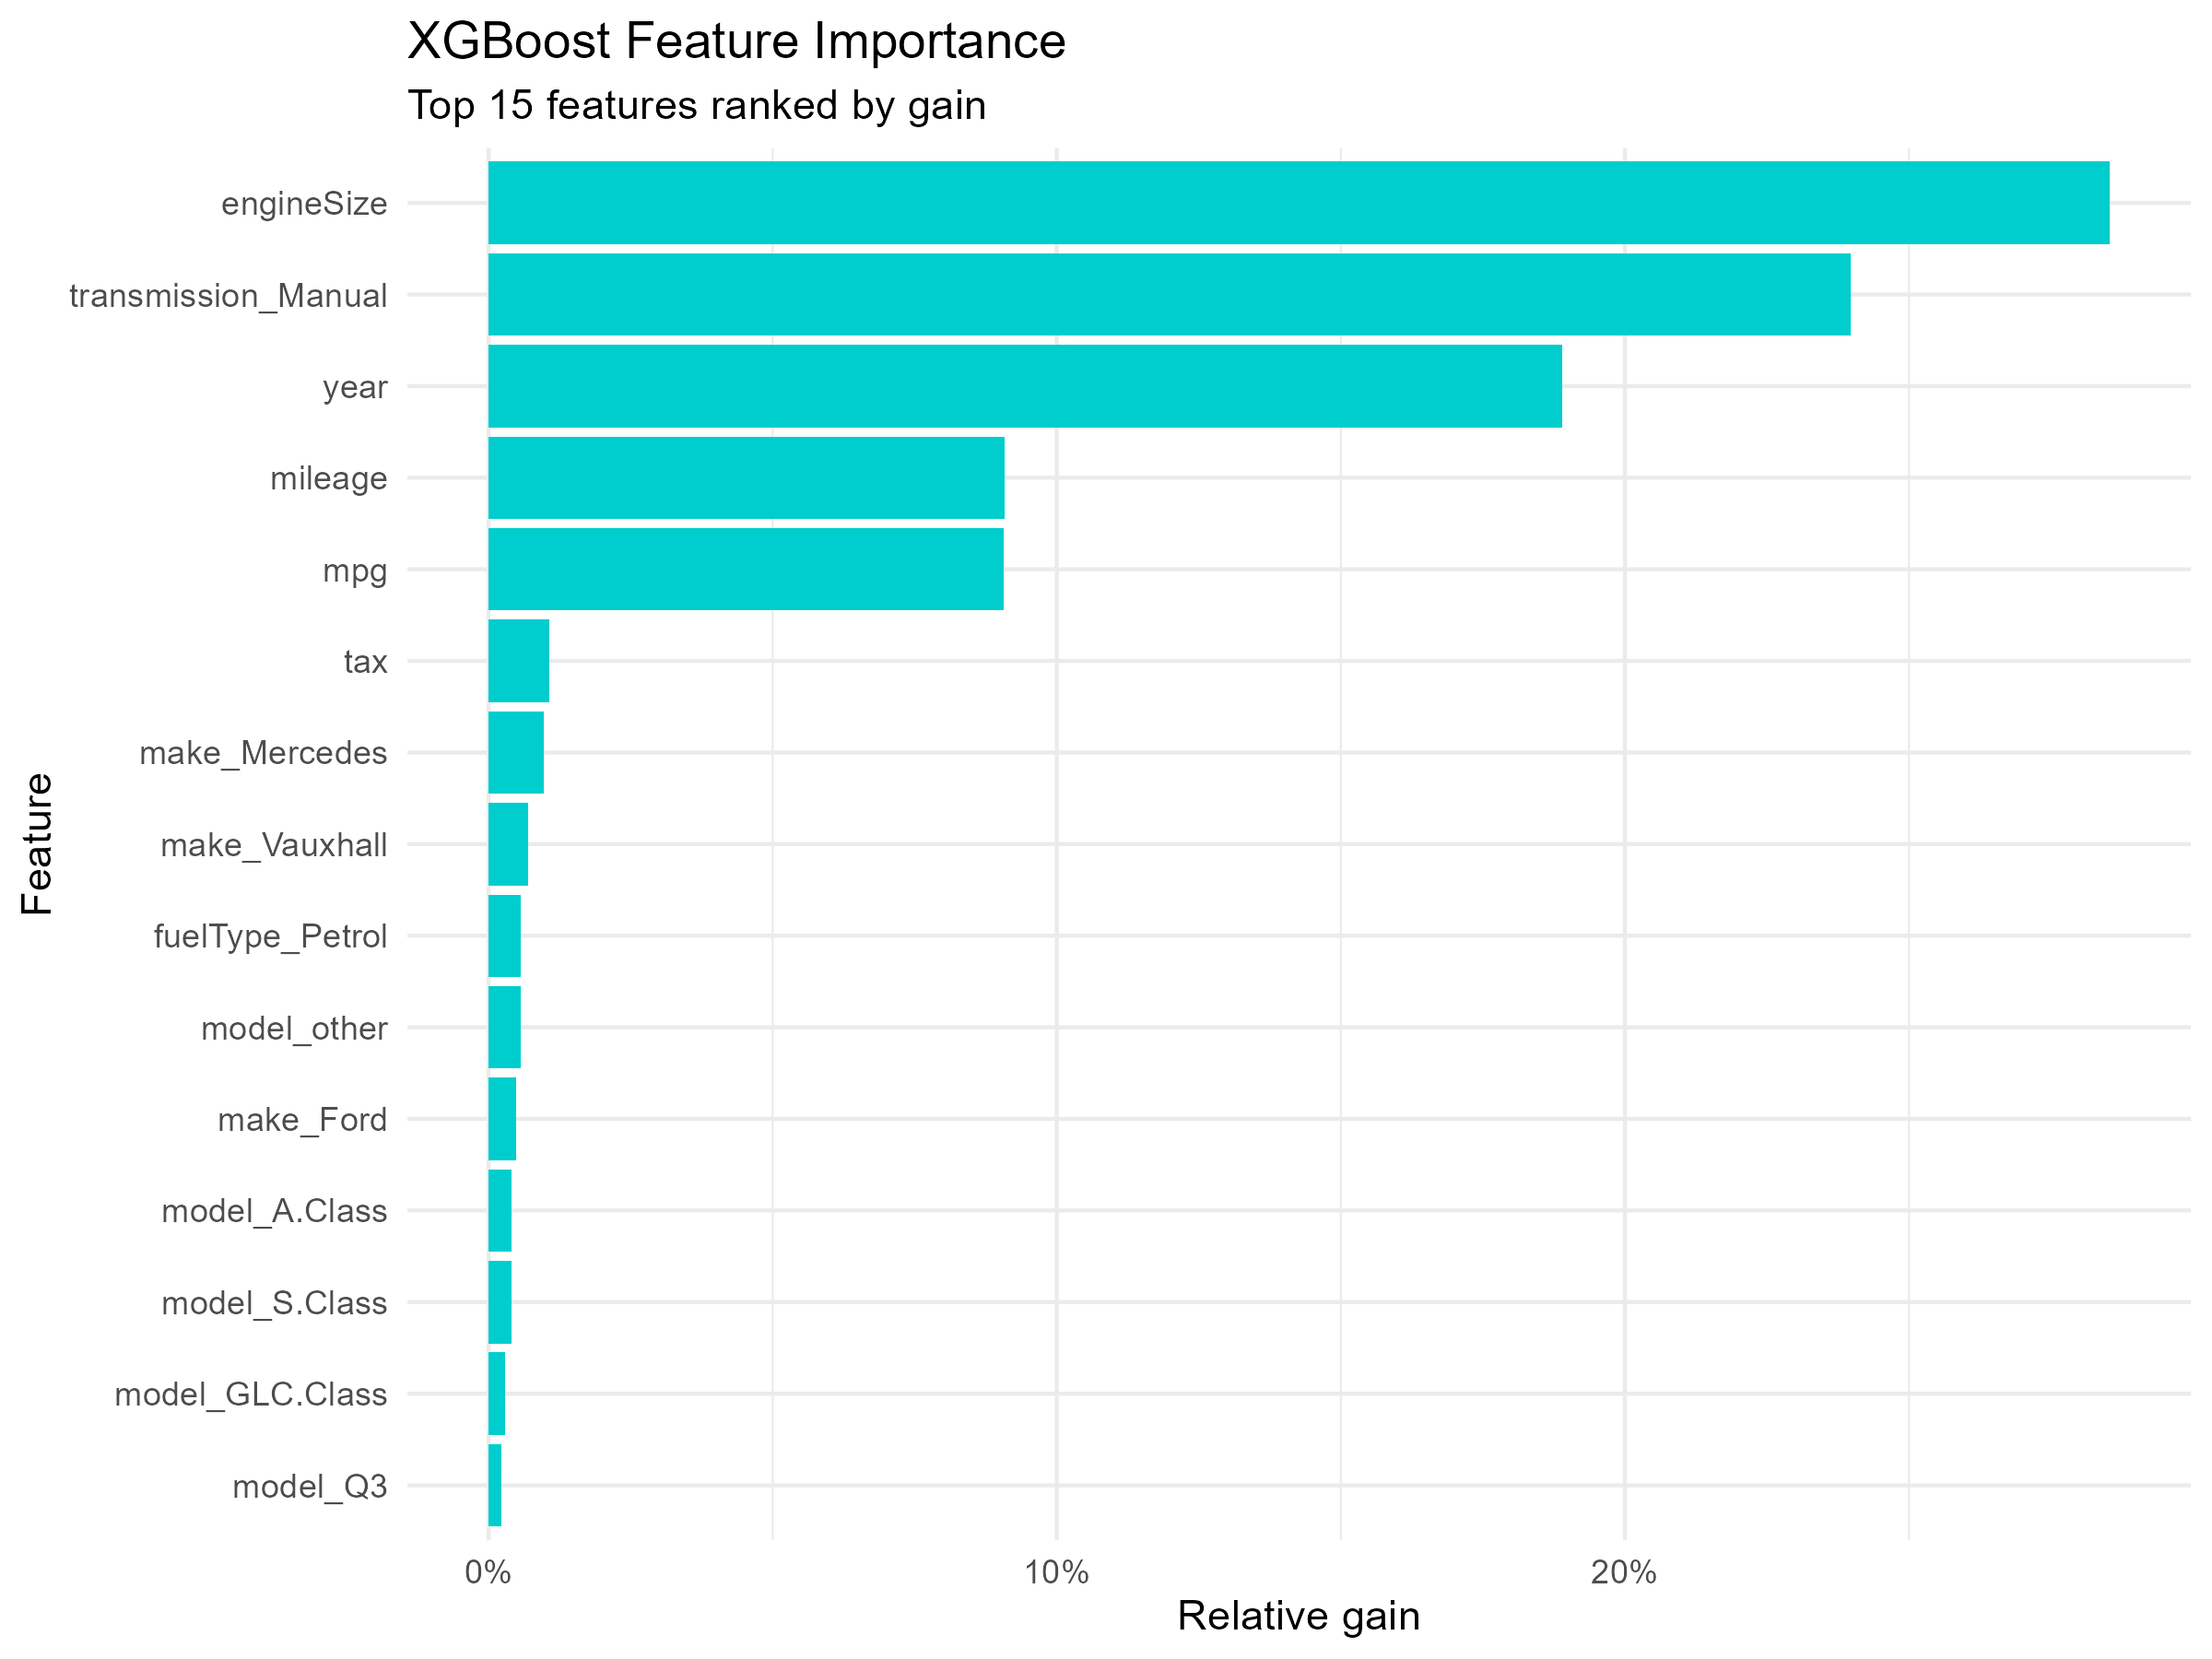 XGBoost Feature Importance
Top 15 features ranked by gain
engineSize
transmission_Manual
year
mileage
mpg
tax
make_Mercedes
make_Vauxhall
fuelType_Petrol
model_other
make_Ford
model_A.Class
model_S.Class
model_GLC.Class
model_Q3
Feature
0% 10% 20%
Relative gain